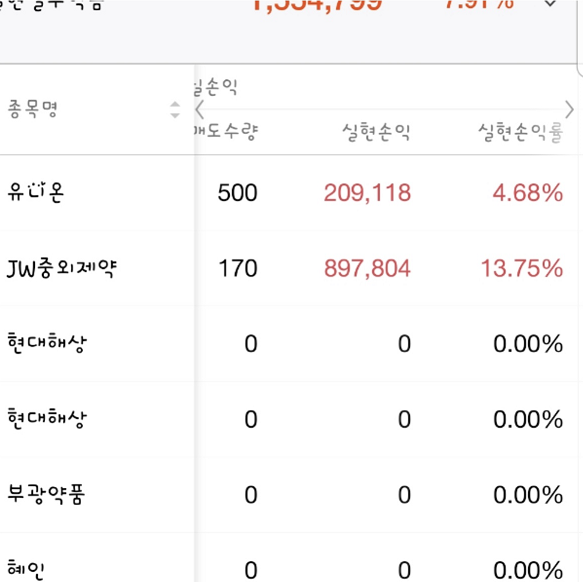 1,334,799 7.91%
실손익
종목명
매도수량 실현손익 실현손익률
유니온 500 209,118 4.68%
JW중외제약 170 897,804 13.75%
현대해상 0 0 0.00%
현대해상 0 0 0.00%
부광약품 0 0 0.00%
혜인 0 0 0.00%